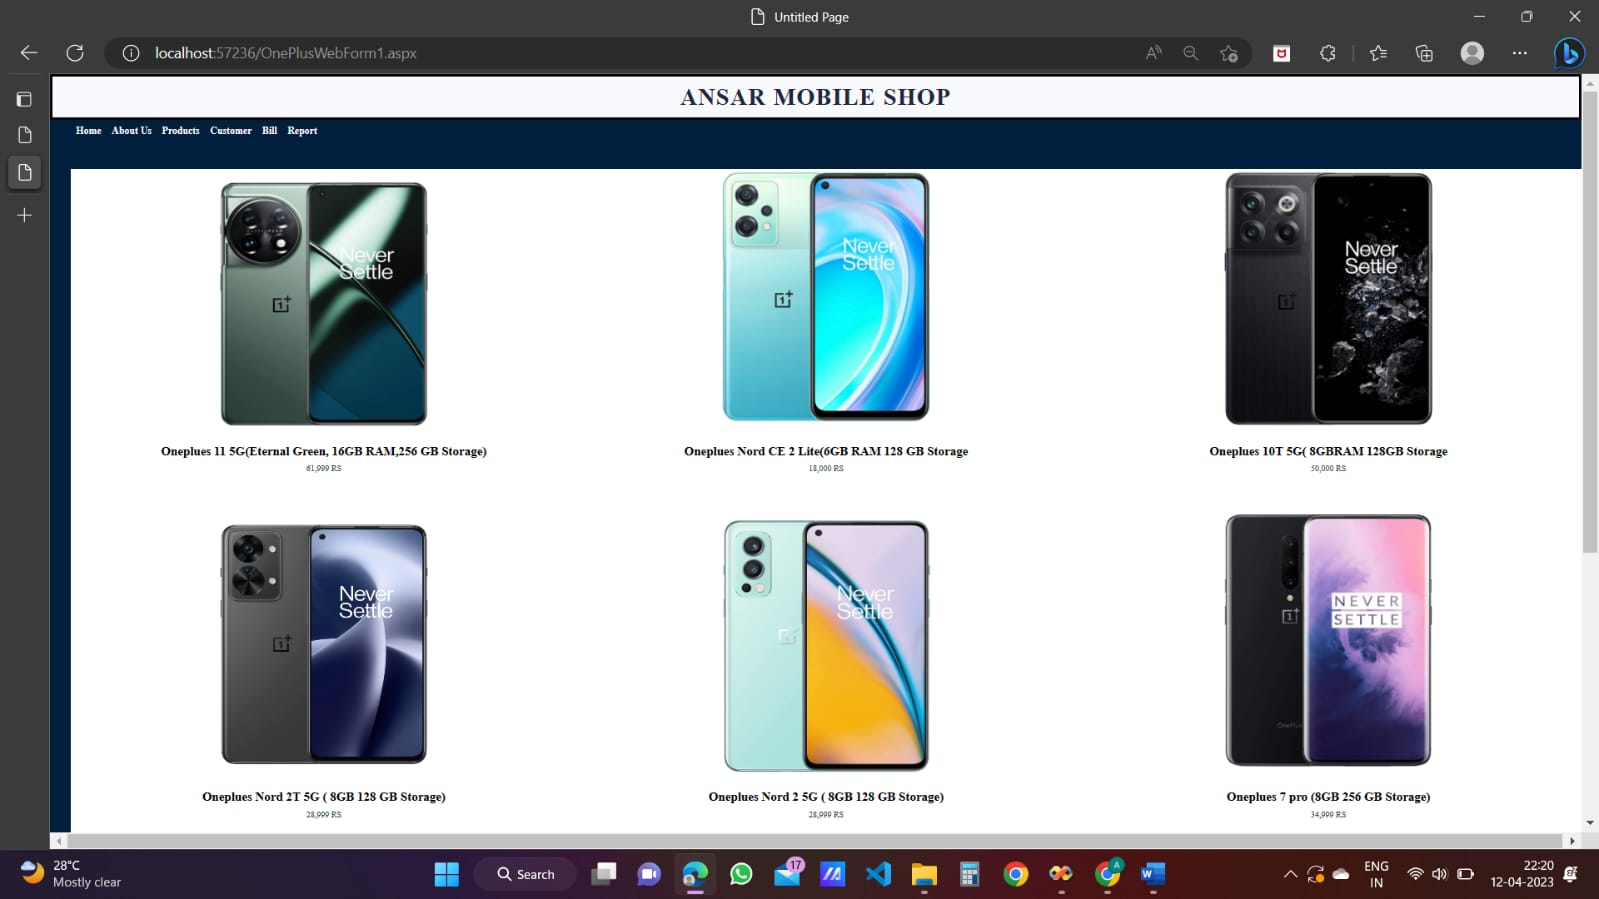 Untitled Page
localhost:57236/OnePlusWebForm1.aspx
ANSAR MOBILE SHOP
Home About Us Products Customer Bill Report
Never Settle
Never Settle
Never Settle
Oneplues 11 5G(Eternal Green, 16GB RAM,256 GB Storage)
61,999 RS
Oneplues Nord CE 2 Lite(6GB RAM 128 GB Storage
18,000 RS
Oneplues 10T 5G( 8GBRAM 128GB Storage
50,000 RS
Never Settle
Never Settle
NEVER SETTLE
OnePlus
Oneplues Nord 2T 5G ( 8GB 128 GB Storage)
28,999 RS
Oneplues Nord 2 5G ( 8GB 128 GB Storage)
28,999 RS
Oneplues 7 pro (8GB 256 GB Storage)
34,999 RS
28°C
Mostly clear
Search
17
A
W
ENG
IN
22:20
12-04-2023